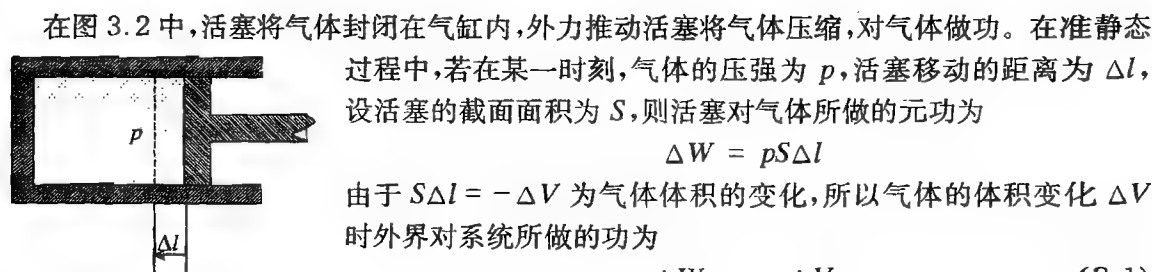 在图 3.2 中,活塞将气体封闭在气缸内,外力推动活塞将气体压缩,对气体做功。在准静态
过程中,若在某一时刻,气体的压强为 p,活塞移动的距离为 Δl,
设活塞的截面面积为 S,则活塞对气体所做的元功为
ΔW = pSΔl
由于 SΔl = −ΔV 为气体体积的变化,所以气体的体积变化 ΔV
时外界对系统所做的功为
p
Δl